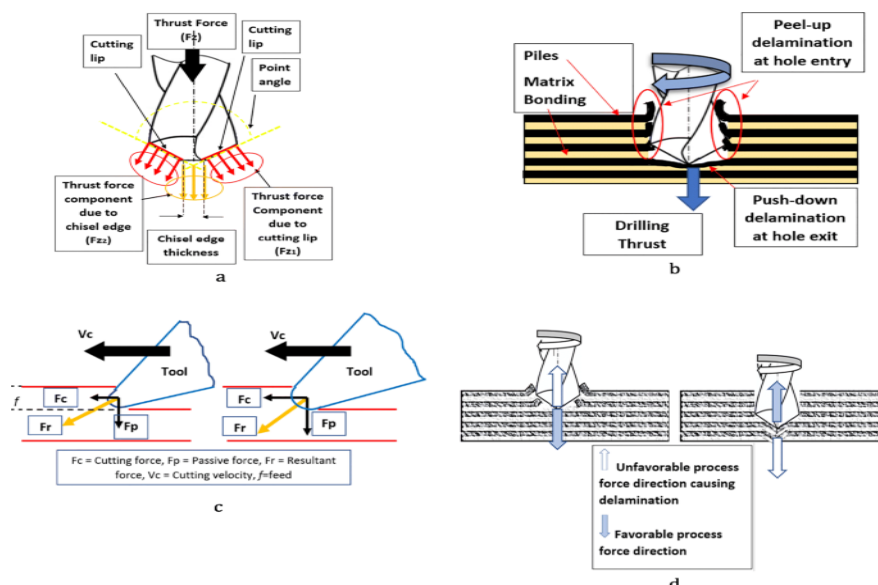 Thrust Force
(Fz)
Cutting
lip
Cutting
lip
Point
angle
Thrust force
component
due to
chisel edge
(Fz₂)
Chisel edge
thickness
Thrust force
Component
due to
cutting lip
(Fz₁)
a
Piles
Matrix
Bonding
Peel-up
delamination
at hole entry
Drilling
Thrust
Push-down
delamination
at hole exit
b
Vc
Tool
Fc
f
Fr
Fp
Vc
Tool
Fc
Fr
Fp
Fc = Cutting force, Fp = Passive force, Fr = Resultant
force, Vc = Cutting velocity, f=feed
c
Unfavorable process
force direction causing
delamination
Favorable process
force direction
d